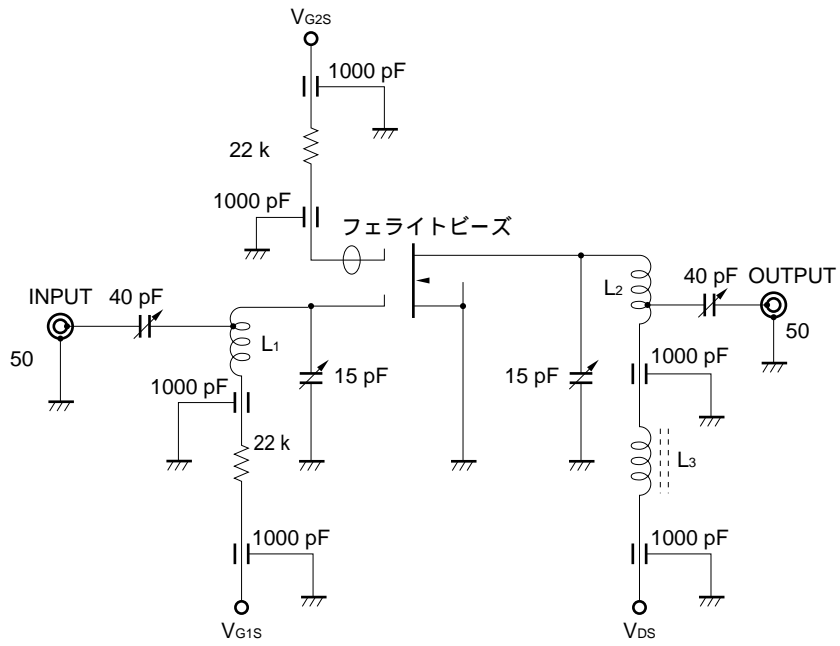 VG2S
1000 pF
22 k
1000 pF
フェライトビーズ
INPUT
40 pF
L2
40 pF
OUTPUT
50
L1
15 pF
15 pF
50
1000 pF
1000 pF
22 k
L3
1000 pF
1000 pF
VG1S
VDS